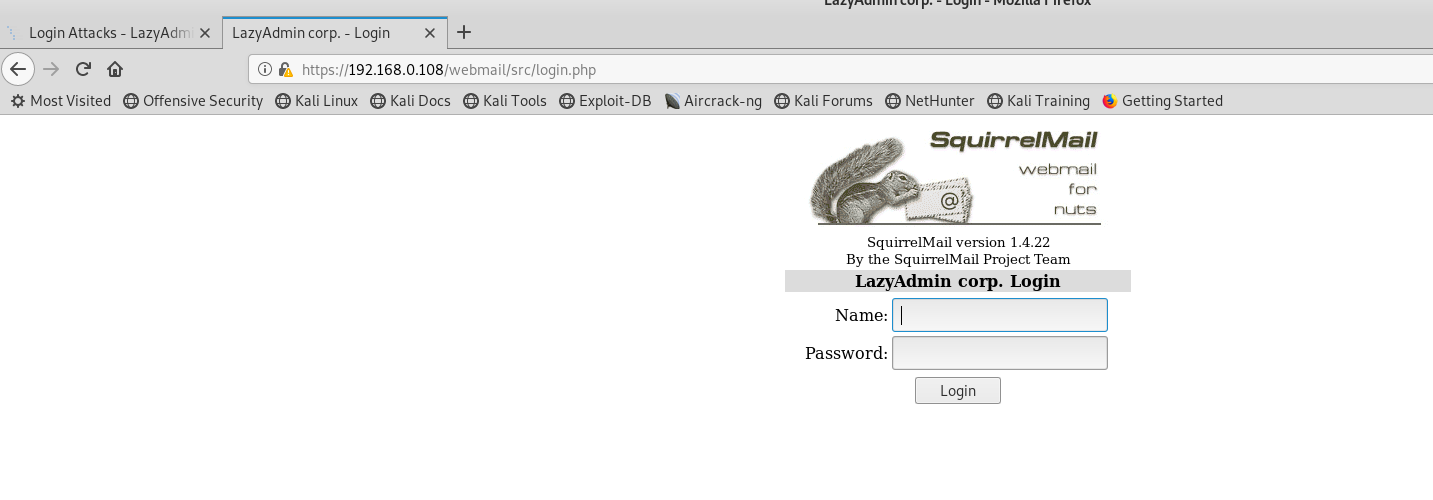 LazyAdmin corp. - Login - Mozilla Firefox
Login Attacks - LazyAdmi
LazyAdmin corp. - Login
https://192.168.0.108/webmail/src/login.php
Most Visited Offensive Security Kali Linux Kali Docs Kali Tools Exploit-DB Aircrack-ng Kali Forums NetHunter Kali Training Getting Started
SquirrelMail
webmail
for
nuts
@
SquirrelMail version 1.4.22
By the SquirrelMail Project Team
LazyAdmin corp. Login
Name:
Password:
Login